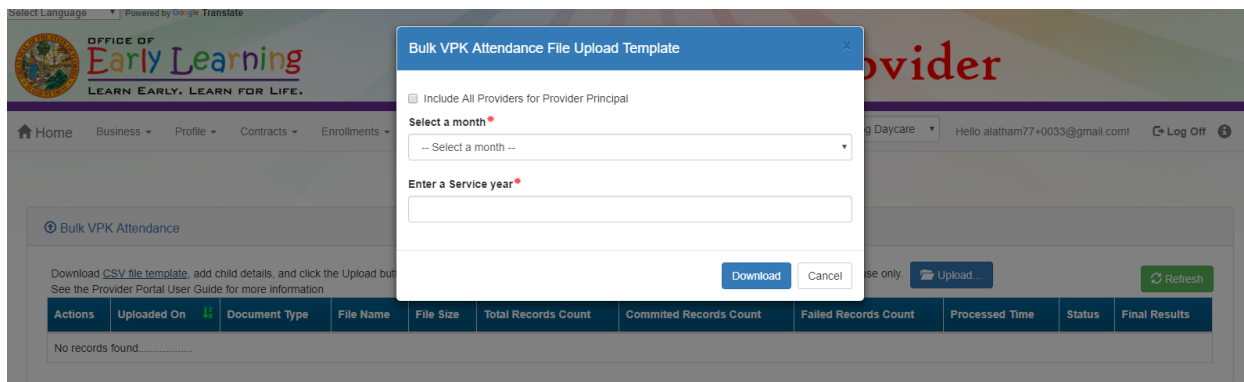 Select Language ▼ Powered by Google Translate
OFFICE OF
Early Learning
LEARN EARLY. LEARN FOR LIFE.
ovider
Home Business Profile Contracts Enrollments
g Daycare Hello alatham77+0033@gmail.com! Log Off
Bulk VPK Attendance File Upload Template ×
Include All Providers for Provider Principal
Select a month*
-- Select a month --
Enter a Service year*
Download Cancel
Bulk VPK Attendance
Download CSV file template, add child details, and click the Upload but
se only. Upload... Refresh
See the Provider Portal User Guide for more information
Actions Uploaded On Document Type File Name File Size Total Records Count Commited Records Count Failed Records Count Processed Time Status Final Results
No records found..................